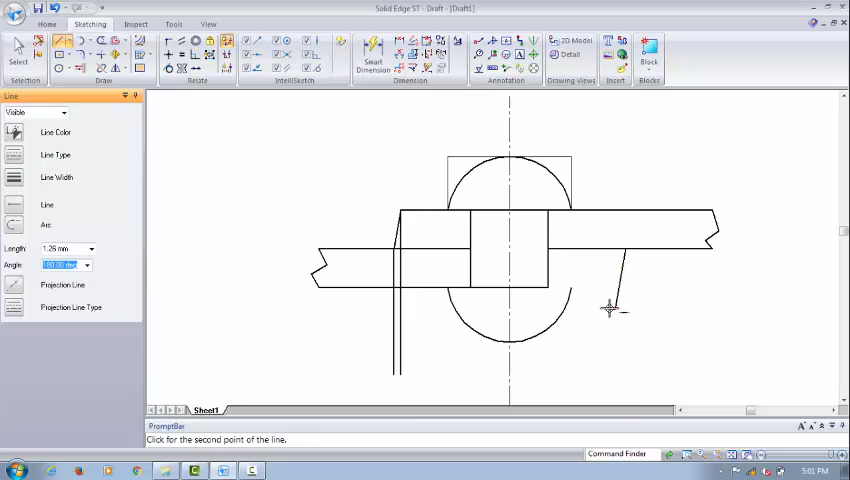 Solid Edge ST - Draft - [Draft1]
Home Sketching Inspect Tools View
Select
Smart Dimension
2D Model
Detail
Block
Selection Draw Relate IntelliSketch Dimension Annotation Drawing Views Insert Blocks
Line
Visible
Line Color
Line Type
Line Width
Line
Arc
Length: 1.26 mm
Angle: 180.00 deg
Projection Line
Projection Line Type
Sheet1
PromptBar
Click for the second point of the line.
Command Finder
5:01 PM